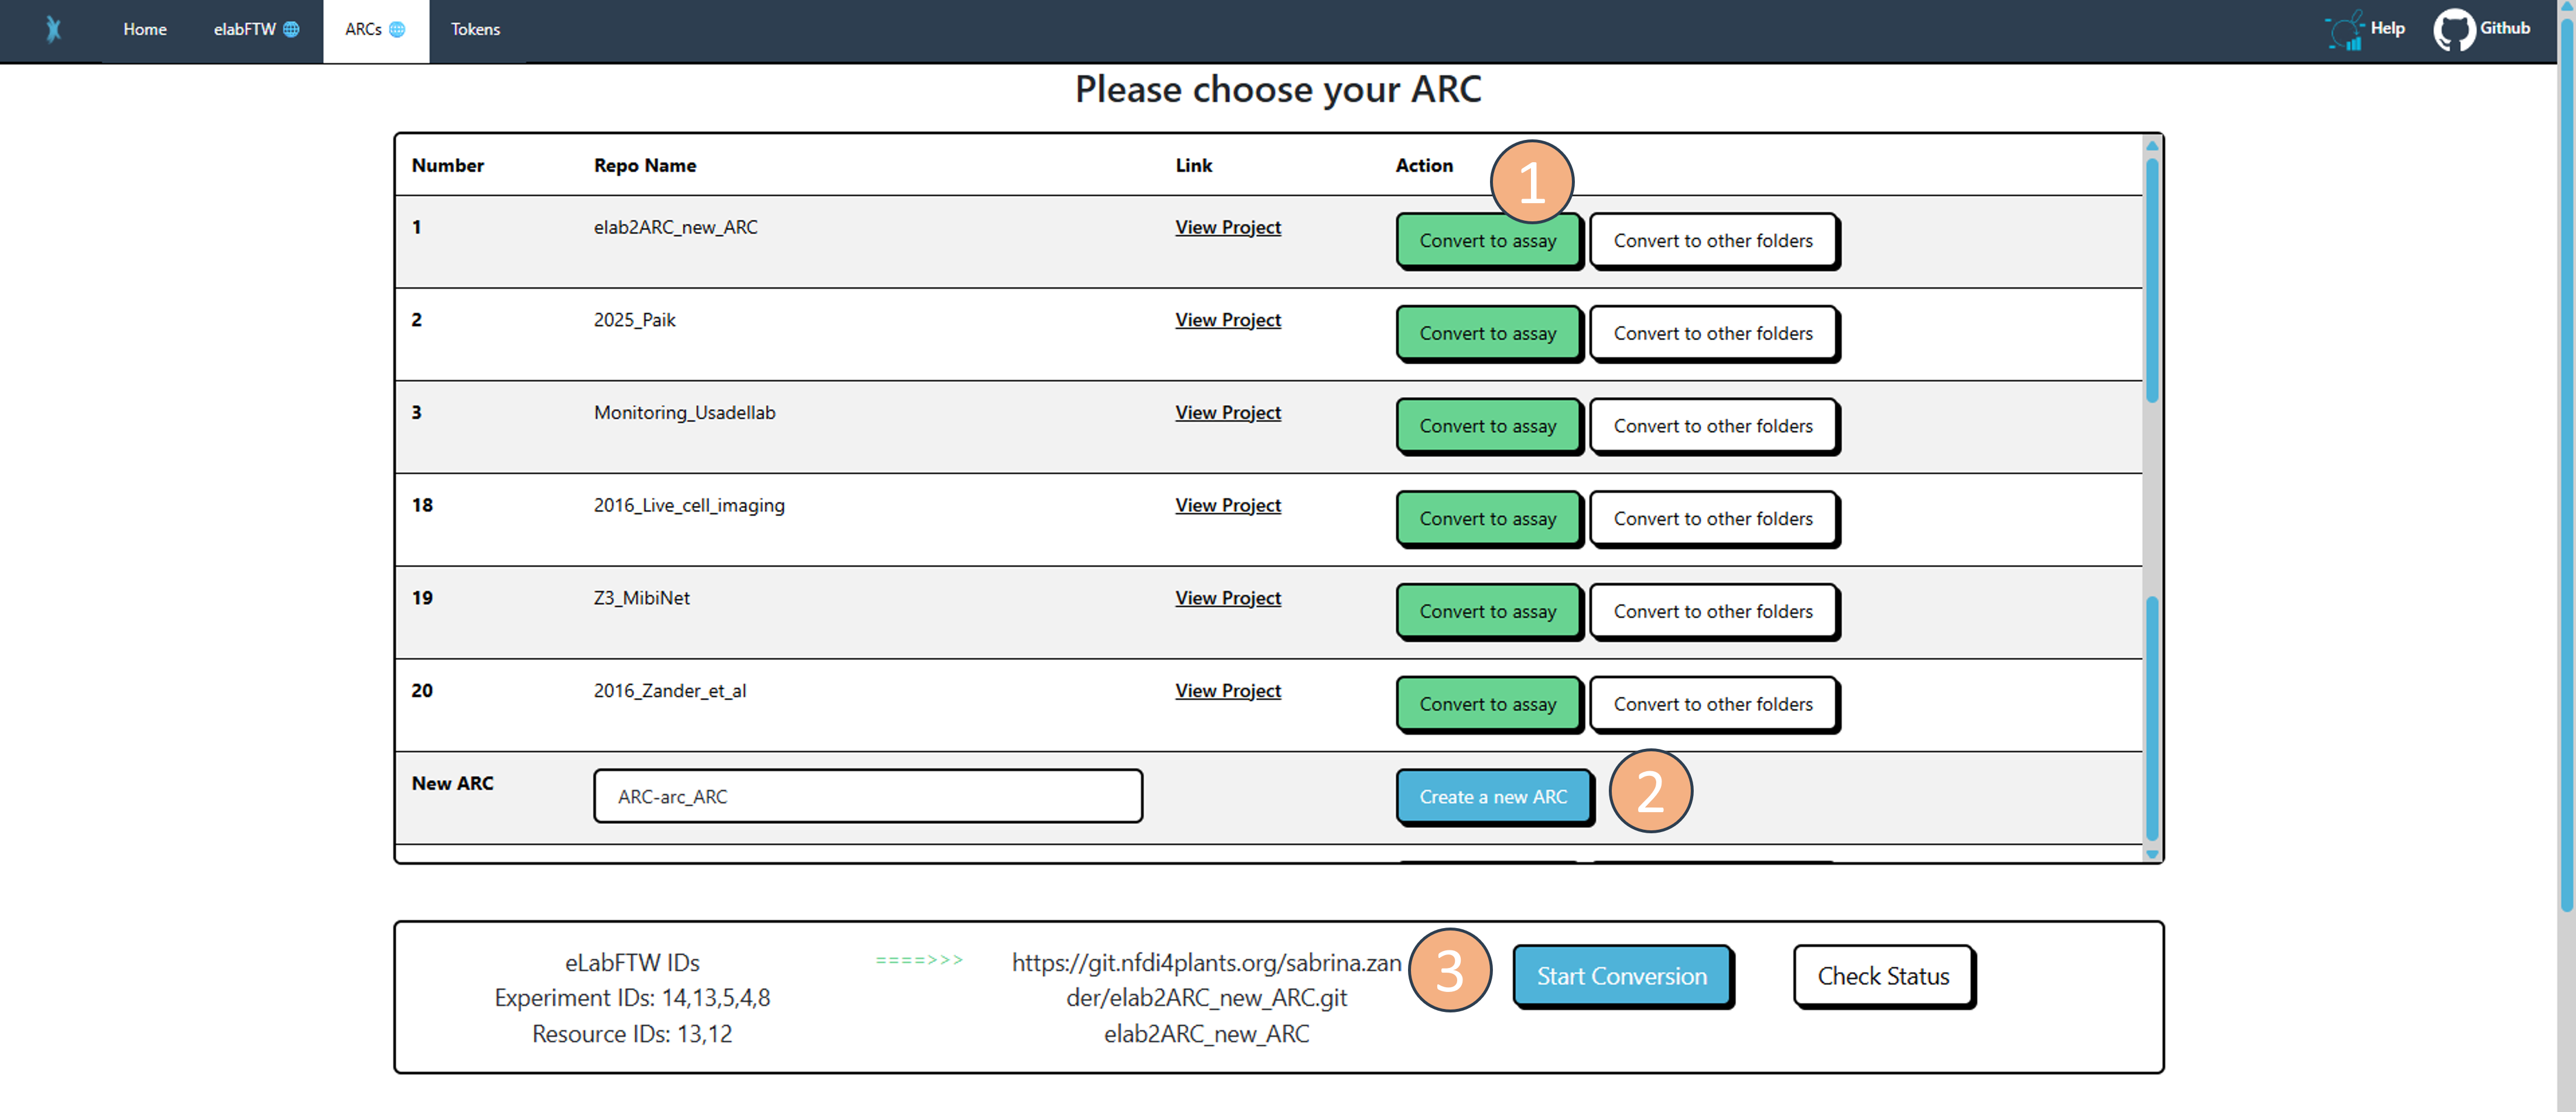 Home elabFTW ARCs Tokens Help Github
Please choose your ARC
Number Repo Name Link Action
1
1 elab2ARC_new_ARC View Project Convert to assay Convert to other folders
2 2025_Paik View Project Convert to assay Convert to other folders
3 Monitoring_Usadellab View Project Convert to assay Convert to other folders
18 2016_Live_cell_imaging View Project Convert to assay Convert to other folders
19 Z3_MibiNet View Project Convert to assay Convert to other folders
20 2016_Zander_et_al View Project Convert to assay Convert to other folders
New ARC ARC-arc_ARC Create a new ARC 2
eLabFTW IDs
Experiment IDs: 14,13,5,4,8
Resource IDs: 13,12
====>>>
https://git.nfdi4plants.org/sabrina.zan
der/elab2ARC_new_ARC.git
elab2ARC_new_ARC
3
Start Conversion
Check Status